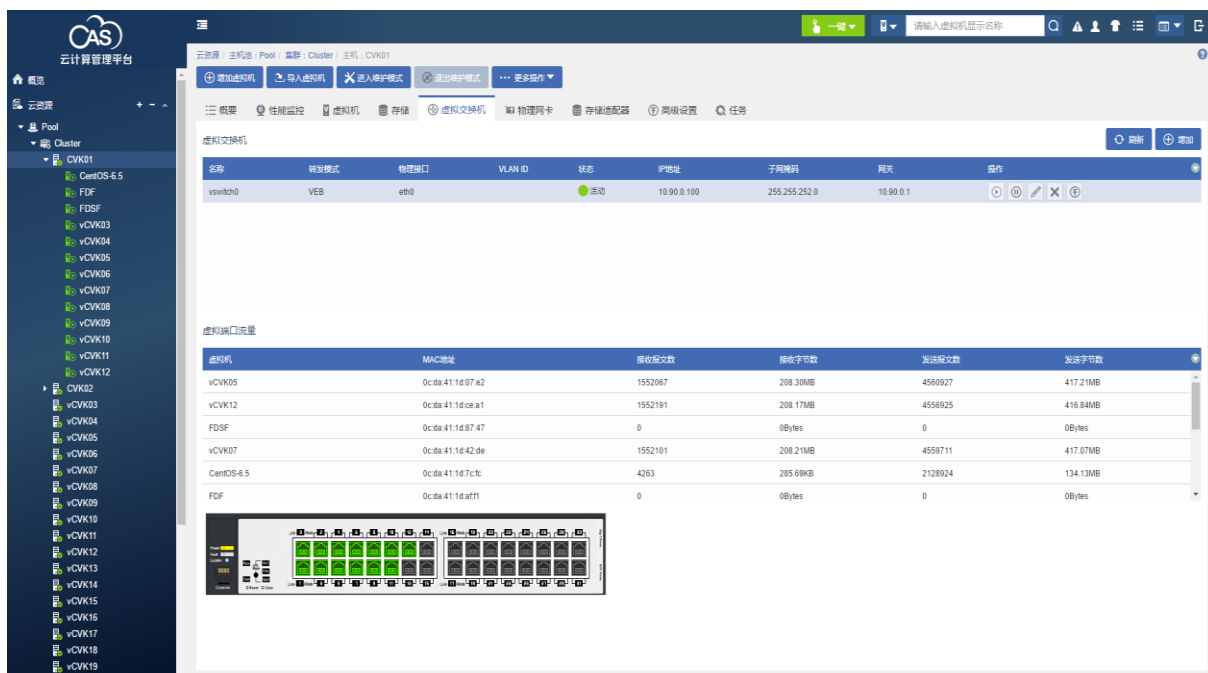 CAS
云计算管理平台
一键
请输入虚拟机显示名称
概览
云资源
+ -
Pool
Cluster
CVK01
CentOS-6.5
FDF
FDSF
vCVK03
vCVK04
vCVK05
vCVK06
vCVK07
vCVK08
vCVK09
vCVK10
vCVK11
vCVK12
CVK02
vCVK03
vCVK04
vCVK05
vCVK06
vCVK07
vCVK08
vCVK09
vCVK10
vCVK11
vCVK12
vCVK13
vCVK14
vCVK15
vCVK16
vCVK17
vCVK18
vCVK19
云资源 / 主机池 : Pool / 集群 : Cluster / 主机 : CVK01
增加虚拟机 导入虚拟机 进入维护模式 退出维护模式 ··· 更多操作
概要 性能监控 虚拟机 存储 虚拟交换机 物理网卡 存储适配器 高级设置 任务
虚拟交换机 刷新 增加
名称 转发模式 物理接口 VLAN ID 状态 IP地址 子网掩码 网关 操作
vswitch0 VEB eth0 活动 10.90.0.100 255.255.252.0 10.90.0.1
虚拟端口流量
虚拟机 MAC地址 接收报文数 接收字节数 发送报文数 发送字节数
vCVK05 0c:da:41:1d:07:e2 1552067 208.30MB 4560927 417.21MB
vCVK12 0c:da:41:1d:ce:a1 1552191 208.17MB 4556925 416.84MB
FDSF 0c:da:41:1d:87:47 0 0Bytes 0 0Bytes
vCVK07 0c:da:41:1d:42:de 1552101 208.21MB 4559711 417.07MB
CentOS-6.5 0c:da:41:1d:7c:fc 4263 285.69KB 2128924 134.13MB
FDF 0c:da:41:1d:af:f1 0 0Bytes 0 0Bytes
Console